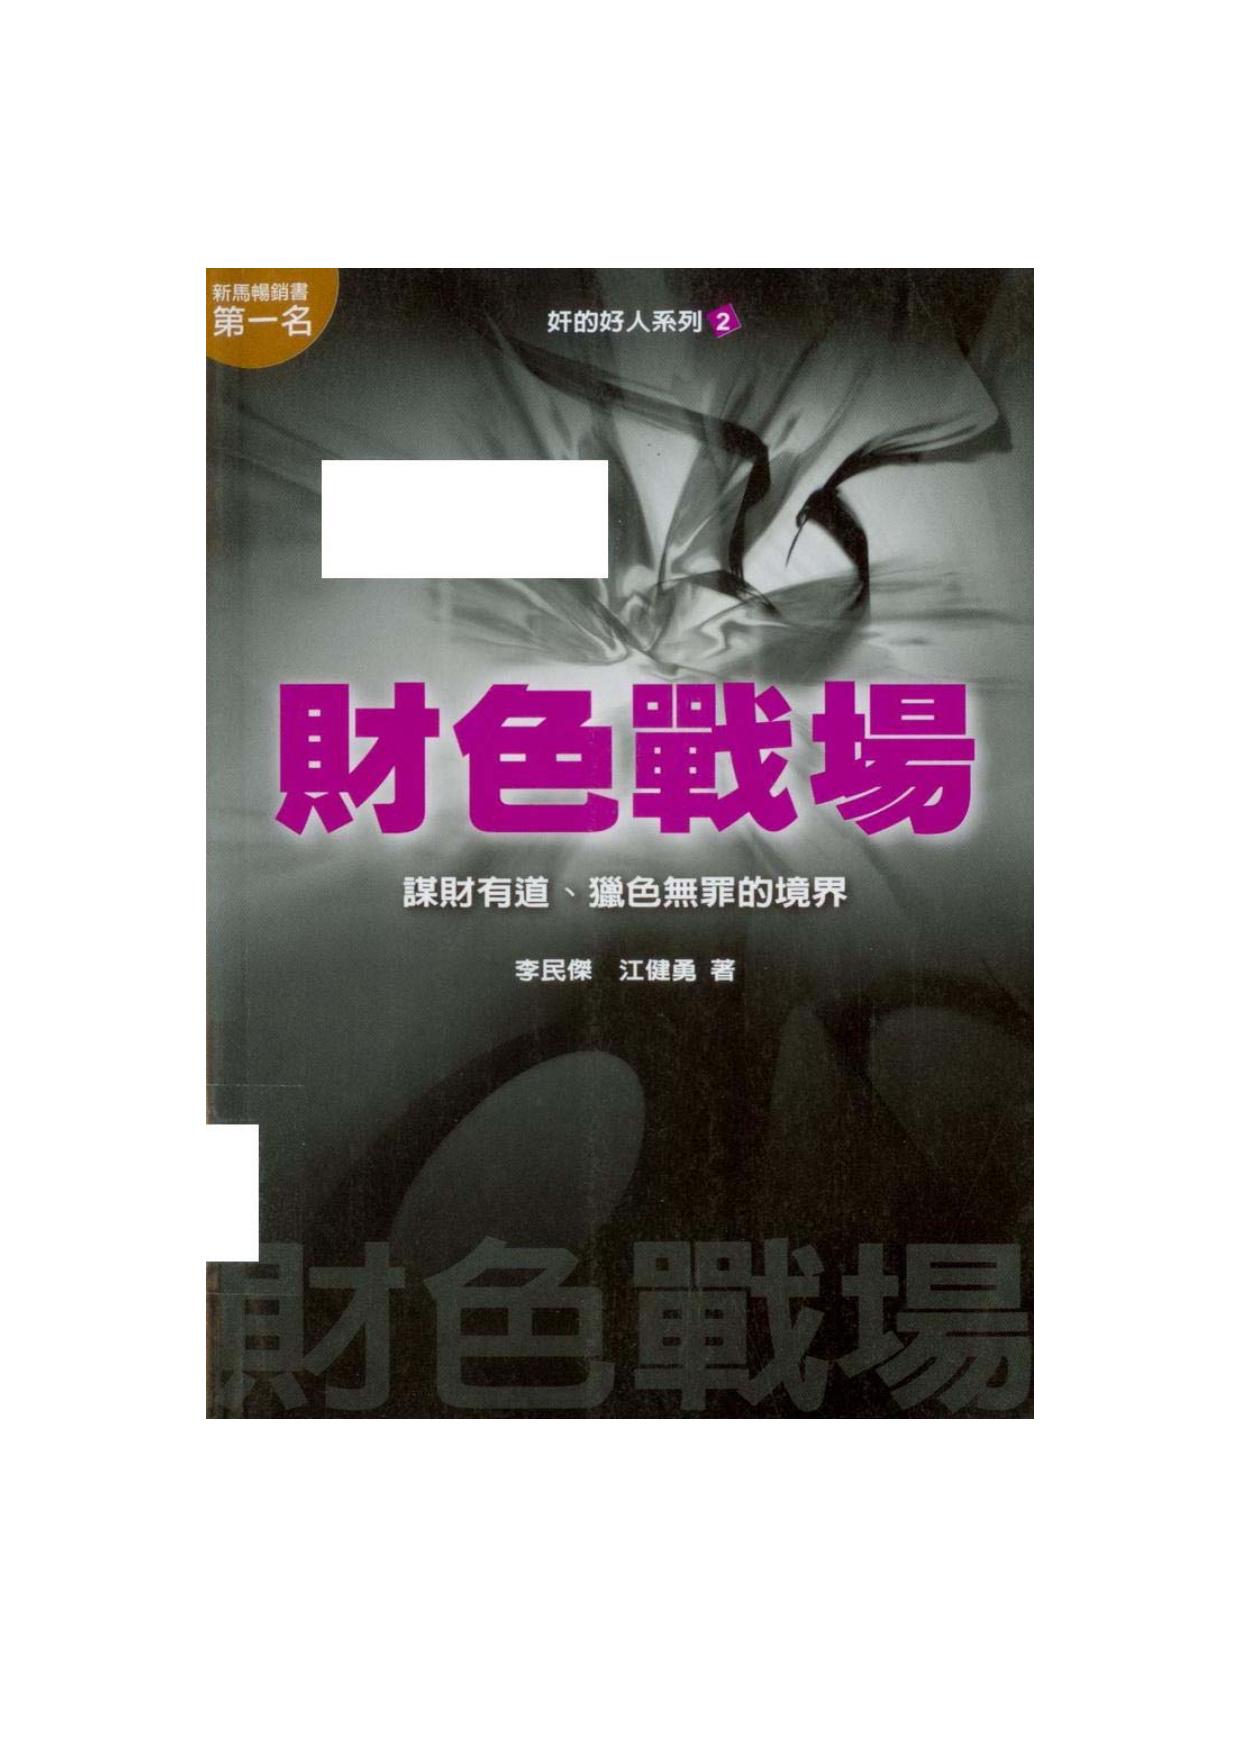 新馬暢銷書
第一名
奸的好人系列 2
財色戰場
謀財有道、獵色無罪的境界
李民傑 江健勇 著
財色戰場